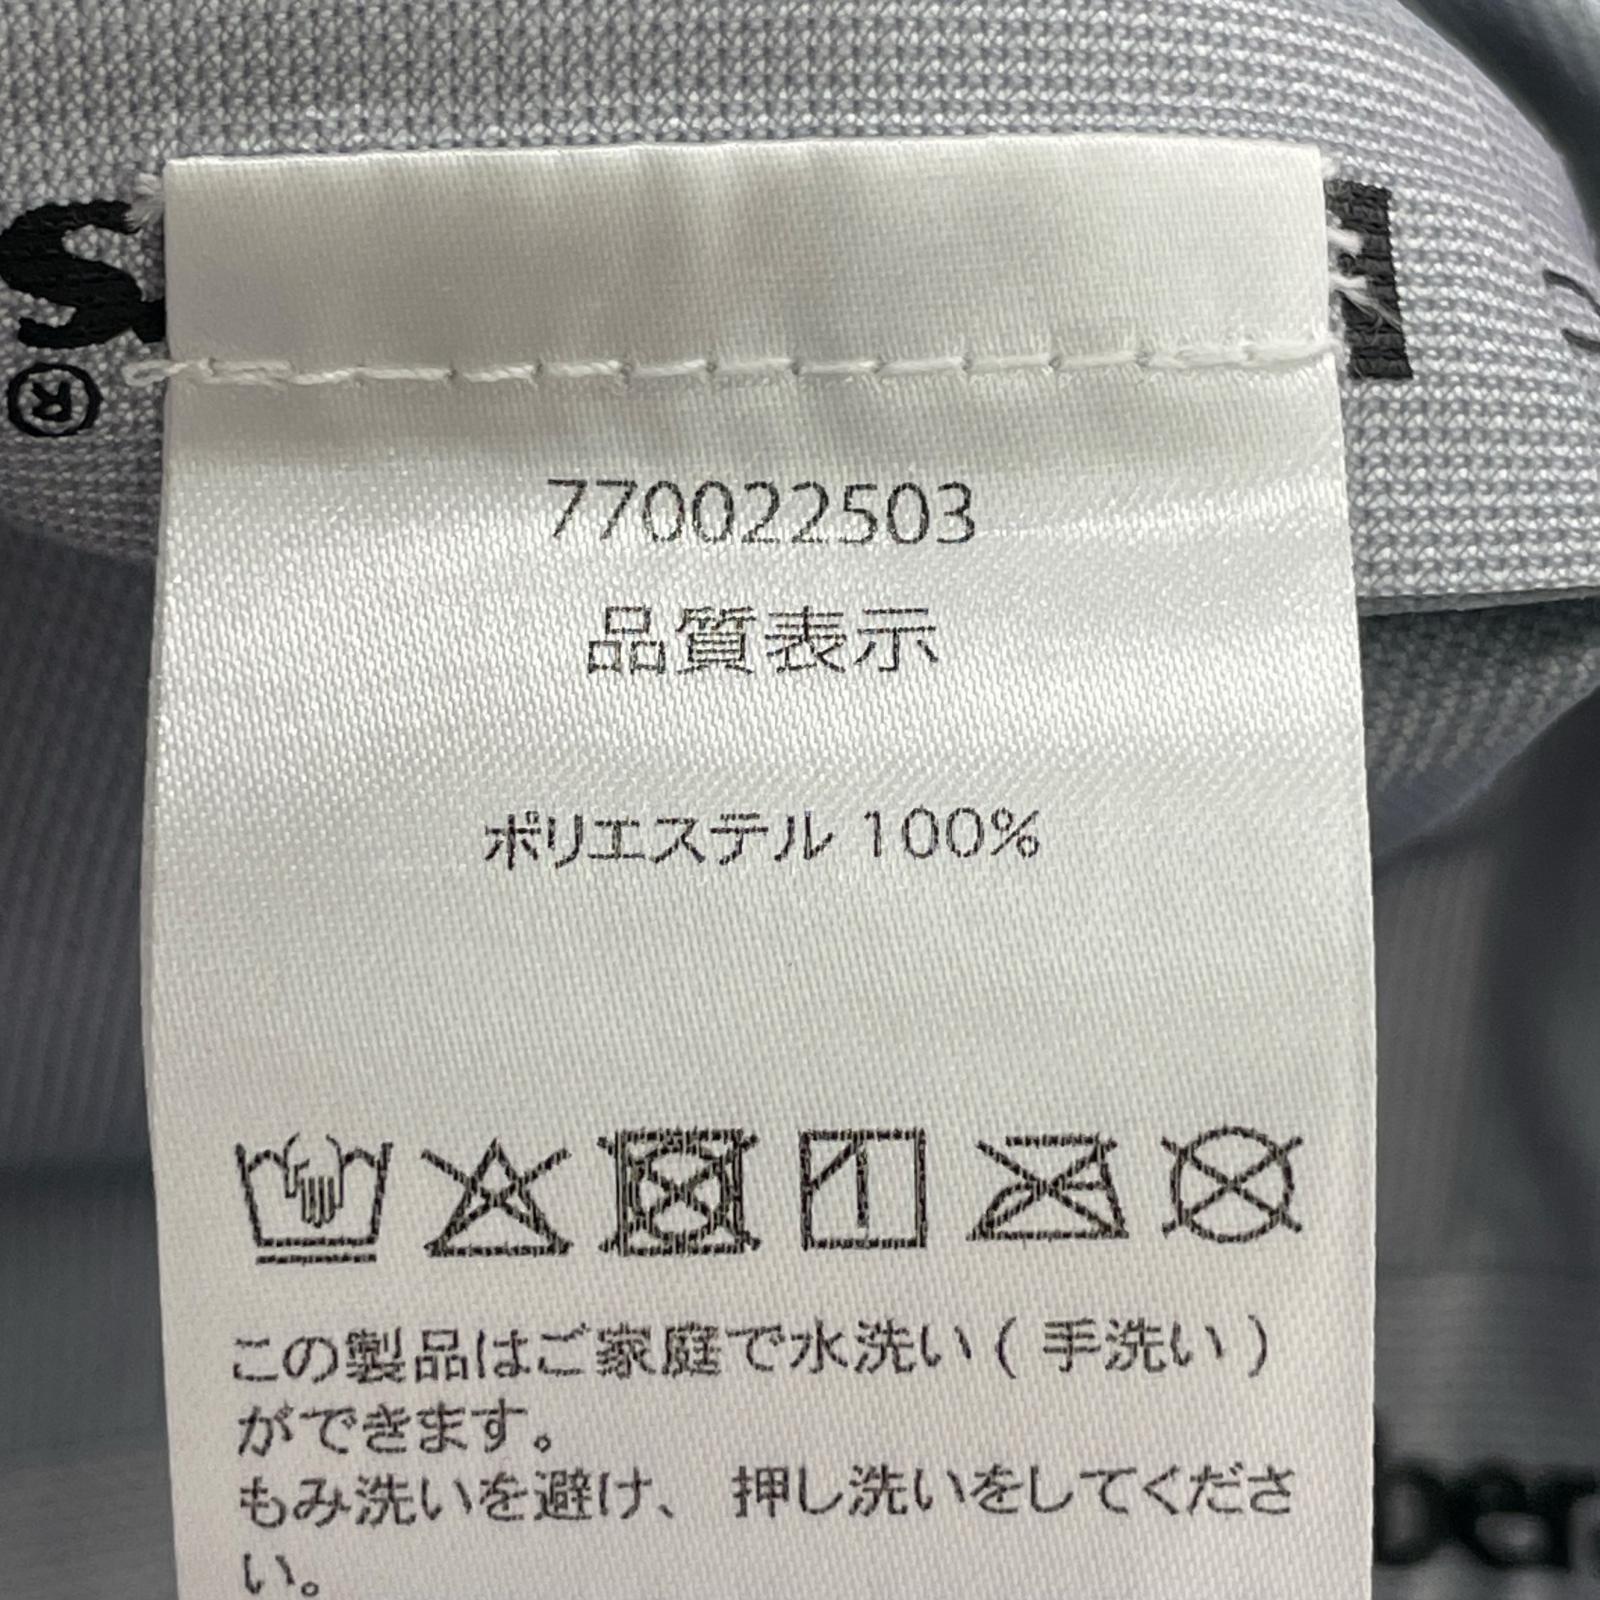 770022503
品質表示
ポリエステル 100%
この製品はご家庭で水洗い ( 手洗い )
ができます。
もみ洗いを避け、 押し洗いをしてくださ
い。